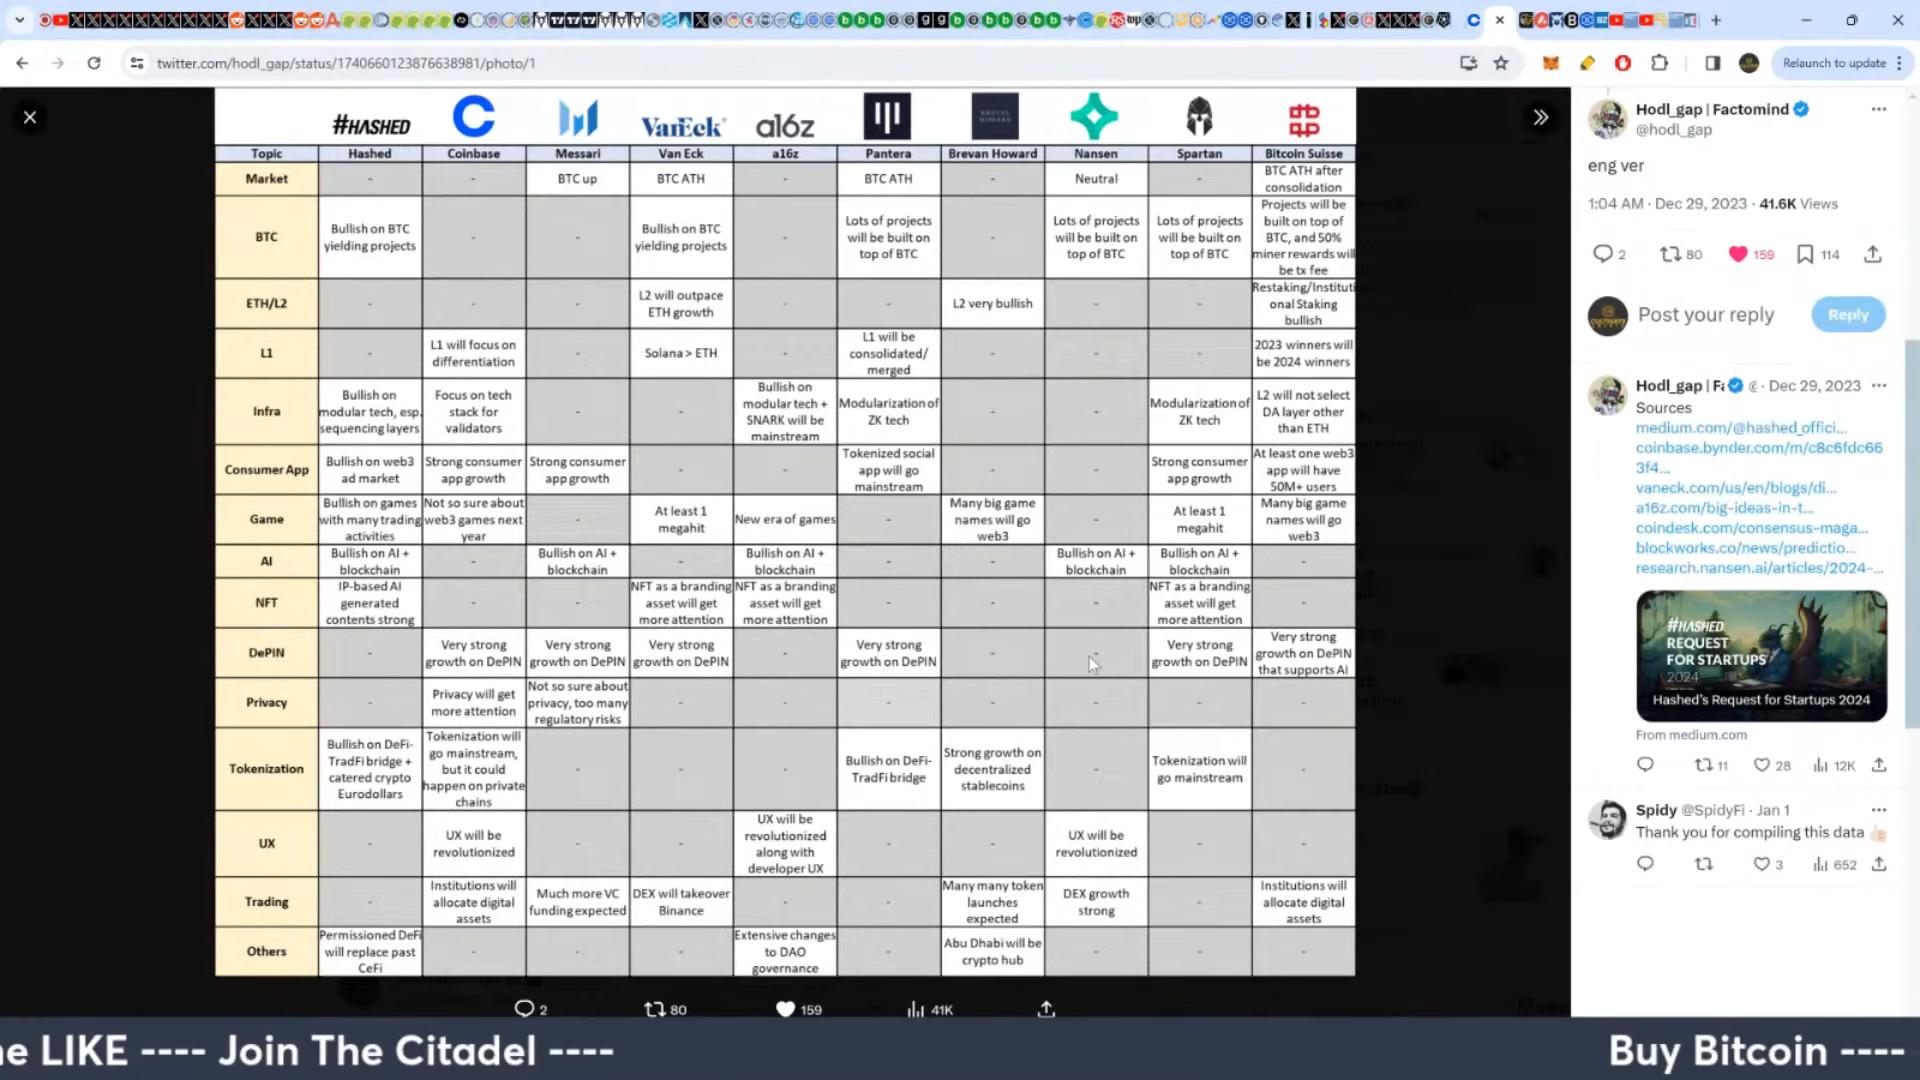 twitter.com/hodl_gap/status/1740660123876638981/photo/1
Relaunch to update
#HASHED
VanEck
a16z
BREVAN
HOWARD
Topic
Hashed
Coinbase
Messari
Van Eck
a16z
Pantera
Brevan Howard
Nansen
Spartan
Bitcoin Suisse
Market
-
-
BTC up
BTC ATH
-
BTC ATH
-
Neutral
-
BTC ATH after
consolidation
BTC
Bullish on BTC
yielding projects
-
-
Bullish on BTC
yielding projects
-
Lots of projects
will be built on
top of BTC
-
Lots of projects
will be built on
top of BTC
Lots of projects
will be built on
top of BTC
Projects will be
built on top of
BTC, and 50%
miner rewards will
be tx fee
ETH/L2
-
-
-
L2 will outpace
ETH growth
-
-
L2 very bullish
-
-
Restaking/Instituti
onal Staking
bullish
L1
-
L1 will focus on
differentiation
-
Solana > ETH
-
L1 will be
consolidated/
merged
-
-
-
2023 winners will
be 2024 winners
Infra
Bullish on
modular tech, esp.
sequencing layers
Focus on tech
stack for
validators
-
-
Bullish on
modular tech +
SNARK will be
mainstream
Modularization of
ZK tech
-
-
Modularization of
ZK tech
L2 will not select
DA layer other
than ETH
Consumer App
Bullish on web3
ad market
Strong consumer
app growth
Strong consumer
app growth
-
-
Tokenized social
app will go
mainstream
-
-
Strong consumer
app growth
At least one web3
app will have
50M+ users
Game
Bullish on games
with many trading
activities
Not so sure about
web3 games next
year
-
At least 1
megahit
New era of games
-
Many big game
names will go
web3
-
At least 1
megahit
Many big game
names will go
web3
AI
Bullish on AI +
blockchain
-
Bullish on AI +
blockchain
-
Bullish on AI +
blockchain
-
-
Bullish on AI +
blockchain
Bullish on AI +
blockchain
-
NFT
IP-based AI
generated
contents strong
-
-
NFT as a branding
asset will get
more attention
NFT as a branding
asset will get
more attention
-
-
-
NFT as a branding
asset will get
more attention
-
DePIN
-
Very strong
growth on DePIN
Very strong
growth on DePIN
Very strong
growth on DePIN
-
Very strong
growth on DePIN
-
-
Very strong
growth on DePIN
Very strong
growth on DePIN
that supports AI
Privacy
-
Privacy will get
more attention
Not so sure about
privacy, too many
regulatory risks
-
-
-
-
-
-
-
Tokenization
Bullish on DeFi-
TradFi bridge +
catered crypto
Eurodollars
Tokenization will
go mainstream,
but it could
happen on private
chains
-
-
-
Bullish on DeFi-
TradFi bridge
Strong growth on
decentralized
stablecoins
-
Tokenization will
go mainstream
-
UX
-
UX will be
revolutionized
-
-
UX will be
revolutionized
along with
developer UX
-
-
UX will be
revolutionized
-
-
Trading
-
Institutions will
allocate digital
assets
Much more VC
funding expected
DEX will takeover
Binance
-
-
Many many token
launches
expected
DEX growth
strong
-
Institutions will
allocate digital
assets
Others
Permissioned DeFi
will replace past
CeFi
-
-
-
Extensive changes
to DAO
governance
-
Abu Dhabi will be
crypto hub
-
-
-
2
80
159
41K
Hodl_gap | Factomind
@hodl_gap
eng ver
1:04 AM · Dec 29, 2023 · 41.6K Views
2
80
159
114
Post your reply
Reply
Hodl_gap | Fa @ · Dec 29, 2023
Sources
medium.com/@hashed_offici...
coinbase.bynder.com/m/c8c6fdc66
3f4...
vaneck.com/us/en/blogs/di...
a16z.com/big-ideas-in-t...
coindesk.com/consensus-maga...
blockworks.co/news/predictio...
research.nansen.ai/articles/2024-...
#HASHED
REQUEST
FOR STARTUPS
2024
Hashed's Request for Startups 2024
From medium.com
11
28
12K
Spidy @SpidyFi · Jan 1
Thank you for compiling this data
3
652
he LIKE ---- Join The Citadel ----
Buy Bitcoin ----